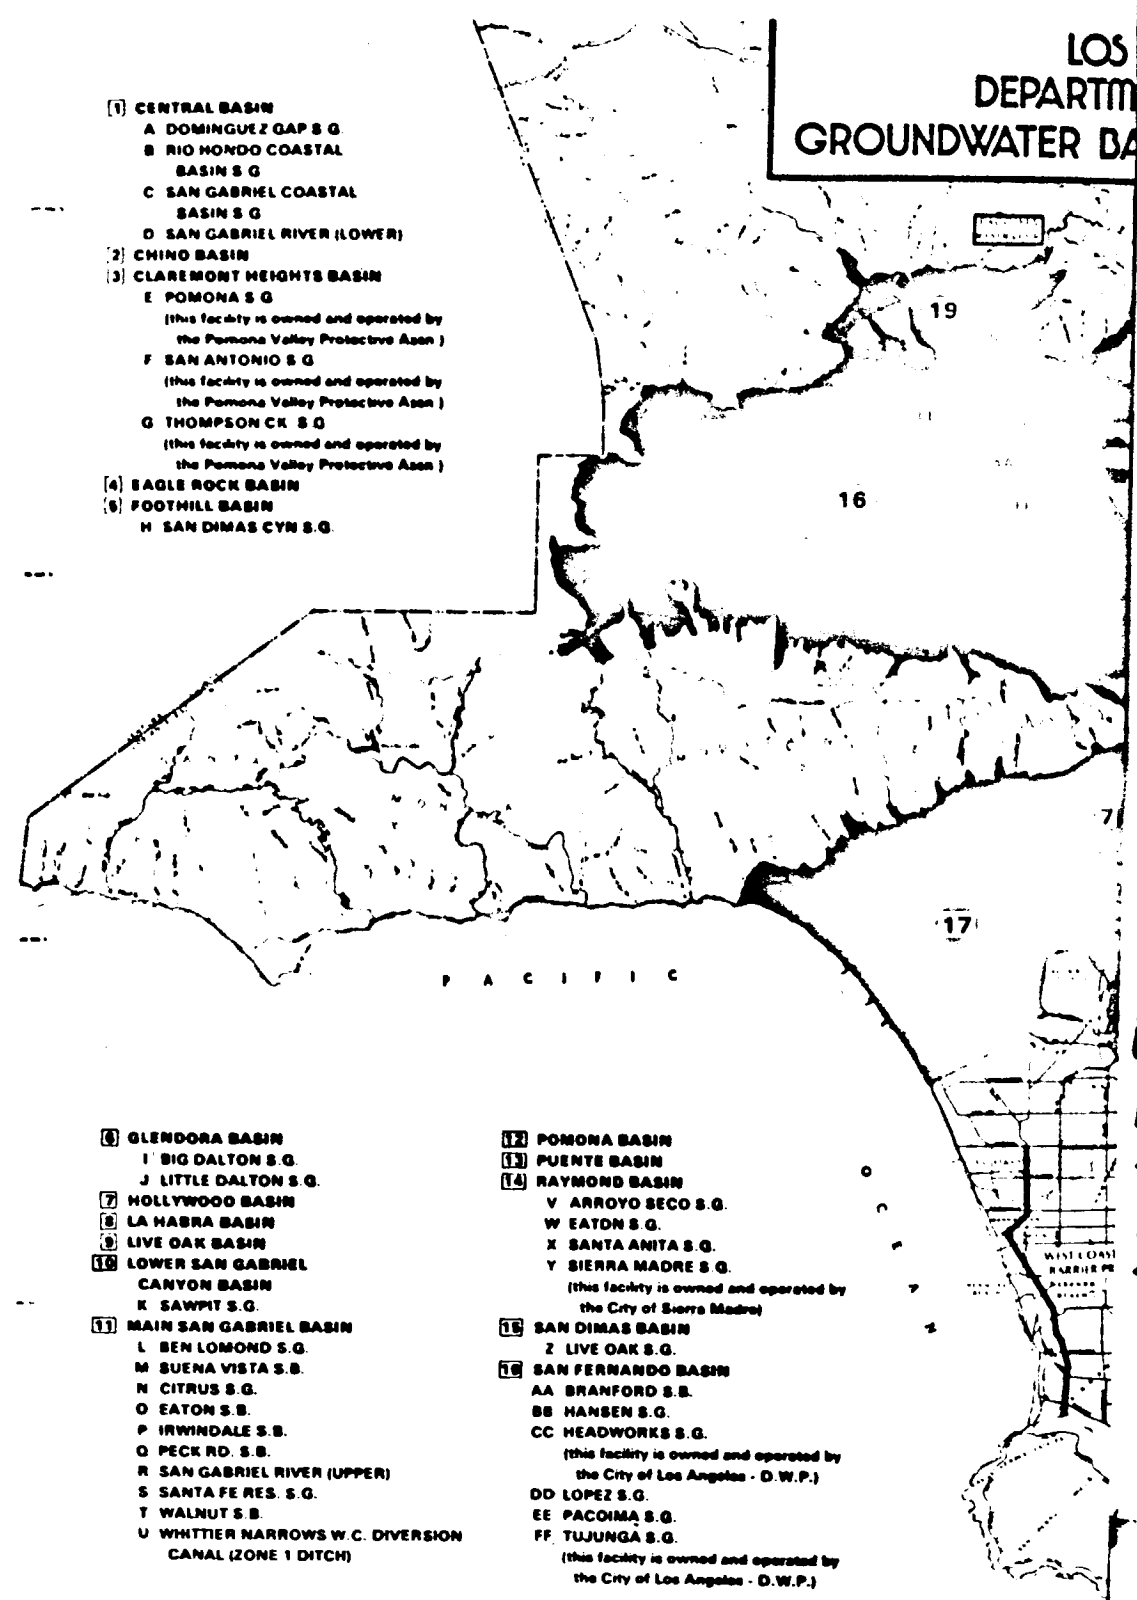 LOS
DEPARTM
GROUNDWATER BA
[1] CENTRAL BASIN
A DOMINGUEZ GAP S G.
B RIO HONDO COASTAL
BASIN S G
C SAN GABRIEL COASTAL
BASIN S G
D SAN GABRIEL RIVER (LOWER)
[2] CHINO BASIN
[3] CLAREMONT HEIGHTS BASIN
E POMONA S G
(this facility is owned and operated by
the Pomona Valley Protective Assn )
F SAN ANTONIO S G
(this facility is owned and operated by
the Pomona Valley Protective Assn )
G THOMPSON CK S G
(this facility is owned and operated by
the Pomona Valley Protective Assn )
[4] EAGLE ROCK BASIN
[5] FOOTHILL BASIN
H SAN DIMAS CYN S.G.
19
16
7
17
PACIFIC
OCEAN
WEST COAST
BARRIER PR
[6] GLENDORA BASIN
I BIG DALTON S.G.
J LITTLE DALTON S.G.
[7] HOLLYWOOD BASIN
[8] LA HABRA BASIN
[9] LIVE OAK BASIN
[10] LOWER SAN GABRIEL
CANYON BASIN
K SAWPIT S.G.
[11] MAIN SAN GABRIEL BASIN
L BEN LOMOND S.G.
M BUENA VISTA S.B.
N CITRUS S.G.
O EATON S.B.
P IRWINDALE S.B.
Q PECK RD. S.B.
R SAN GABRIEL RIVER (UPPER)
S SANTA FE RES. S.G.
T WALNUT S.B.
U WHITTIER NARROWS W.C. DIVERSION
CANAL (ZONE 1 DITCH)
[12] POMONA BASIN
[13] PUENTE BASIN
[14] RAYMOND BASIN
V ARROYO SECO S.G.
W EATON S.G.
X SANTA ANITA S.G.
Y SIERRA MADRE S.G.
(this facility is owned and operated by
the City of Sierra Madre)
[15] SAN DIMAS BASIN
Z LIVE OAK S.G.
[16] SAN FERNANDO BASIN
AA BRANFORD S.B.
BB HANSEN S.G.
CC HEADWORKS S.G.
(this facility is owned and operated by
the City of Los Angeles - D.W.P.)
DD LOPEZ S.G.
EE PACOIMA S.G.
FF TUJUNGA S.G.
(this facility is owned and operated by
the City of Los Angeles - D.W.P.)